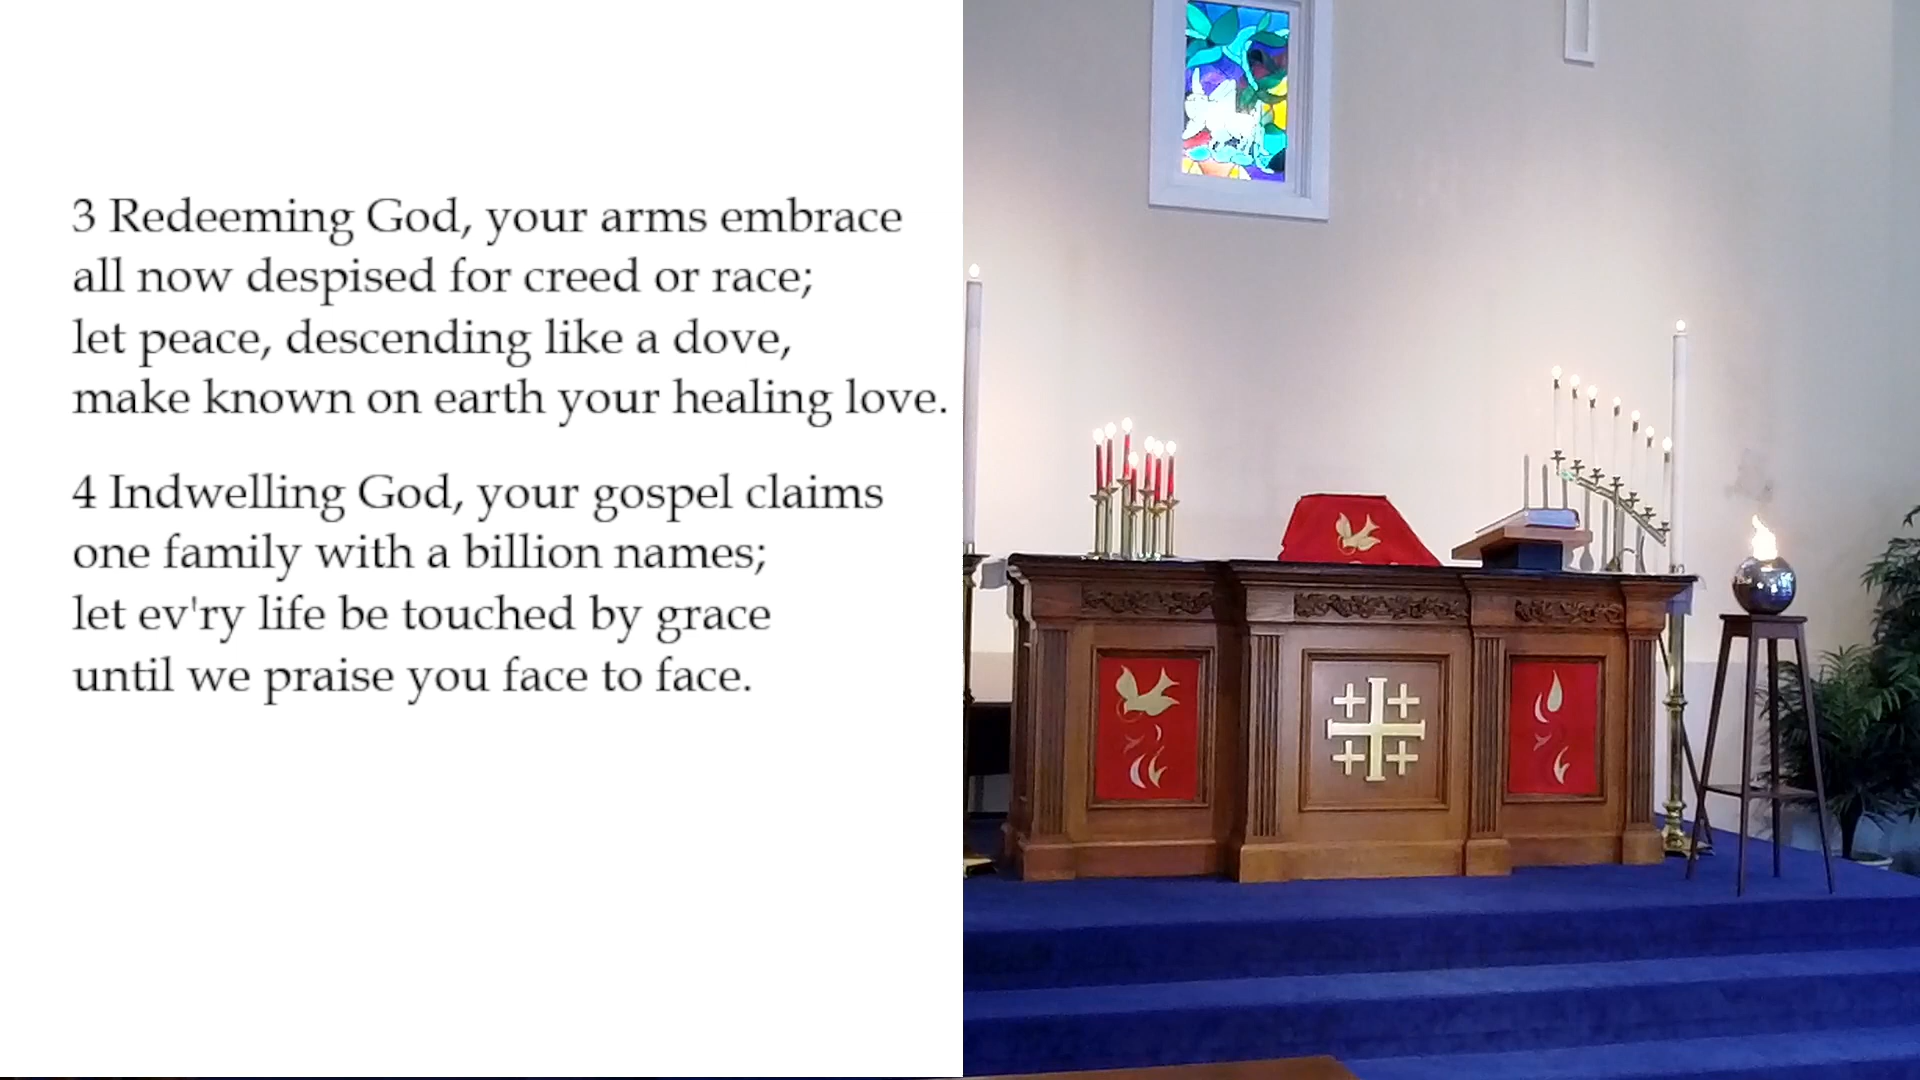 3 Redeeming God, your arms embrace
all now despised for creed or race;
let peace, descending like a dove,
make known on earth your healing love.
4 Indwelling God, your gospel claims
one family with a billion names;
let ev'ry life be touched by grace
until we praise you face to face.